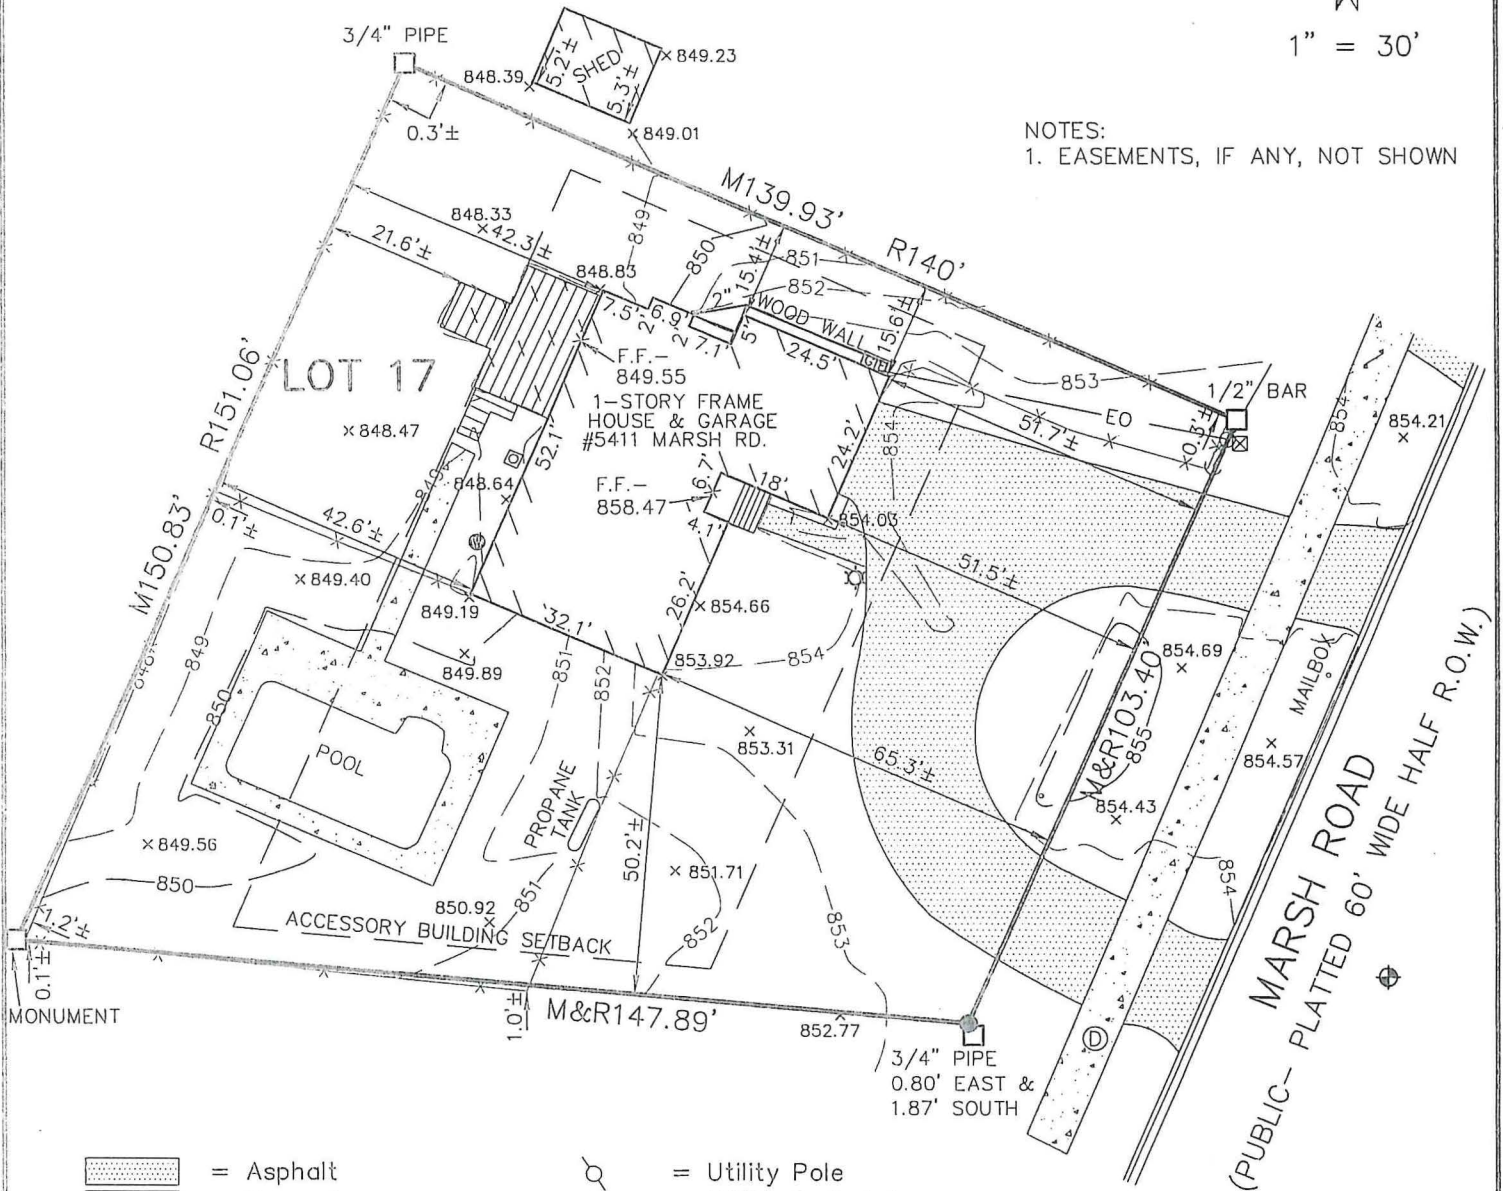 3/4" PIPE
1" = 30'
848.39
5.2'±
SHED
5.3'±
849.23
0.3'±
849.01
NOTES:
1. EASEMENTS, IF ANY, NOT SHOWN
M139.93'
R140'
848.33
42.3'±
21.6'±
849
850
851
852
15.4'±
848.83
7.5'
2'
6.9'
2'
7.1'
2"
5'
WOOD WALL
24.5'
15.6'±
853
1/2" BAR
R151.06'
LOT 17
F.F.-
849.55
1-STORY FRAME
HOUSE & GARAGE
#5411 MARSH RD.
EO
51.7'±
0.3'±
854
854.21
848.47
52.1'
24.2'
854
849
848.64
F.F.-
858.47
6.7'
18'
4.1'
854.03
0.1'±
42.6'±
M150.83'
849.40
849.19
26.2'
854.66
51.5'±
32.1'
849
849.89
851
852
853.92
854
854.69
MAILBOX
M&R103.40'
855
850
POOL
853.31
65.3'±
854.57
PROPANE
TANK
854.43
50.2'±
849.56
851.71
850
851
850.92
852
853
854
ACCESSORY BUILDING SETBACK
1.2'±
0.1'±
MONUMENT
1.0'±
M&R147.89'
852.77
3/4" PIPE
0.80' EAST &
1.87' SOUTH
D
MARSH ROAD
(PUBLIC- PLATTED 60' WIDE HALF R.O.W.)
= Asphalt
= Utility Pole